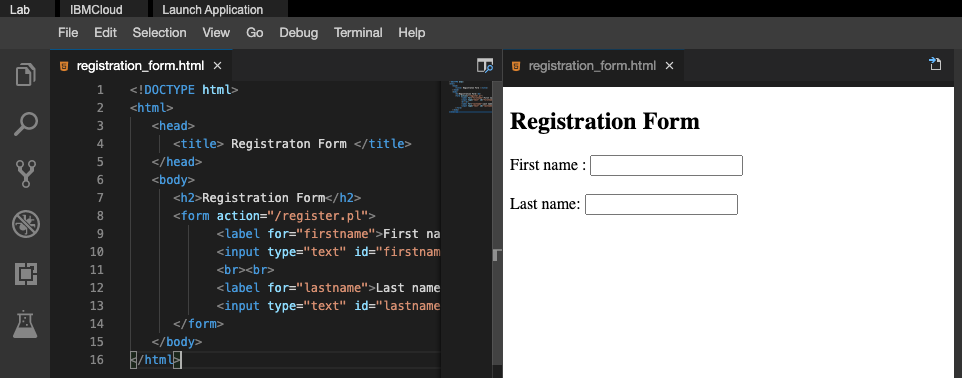 Lab IBMCloud Launch Application
File Edit Selection View Go Debug Terminal Help
registration_form.html ×
1 <!DOCTYPE html>
2 <html>
3 <head>
4 <title> Registraton Form </title>
5 </head>
6 <body>
7 <h2>Registration Form</h2>
8 <form action="/register.pl">
9 <label for="firstname">First na
10 <input type="text" id="firstnam
11 <br><br>
12 <label for="lastname">Last name
13 <input type="text" id="lastname
14 </form>
15 </body>
16 </html>
registration_form.html ×
Registration Form
First name :
Last name: